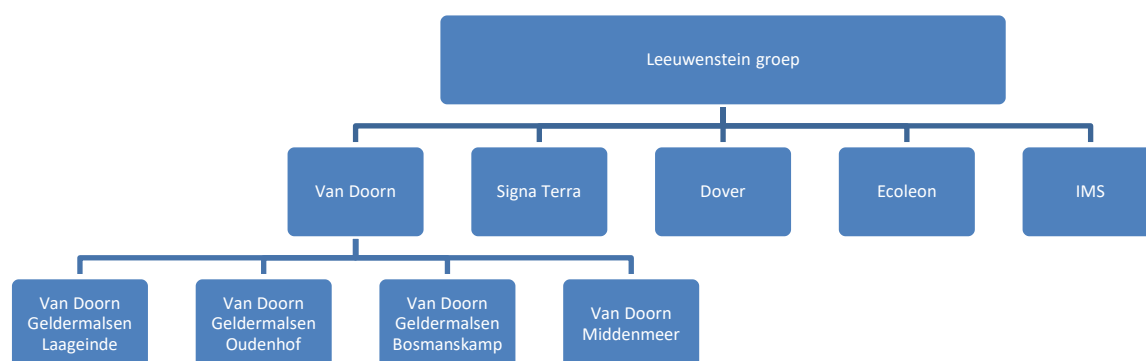 Leeuwenstein groep
Van Doorn
Signa Terra
Dover
Ecoleon
IMS
Van Doorn
Geldermalsen
Laageinde
Van Doorn
Geldermalsen
Oudenhof
Van Doorn
Geldermalsen
Bosmanskamp
Van Doorn
Middenmeer